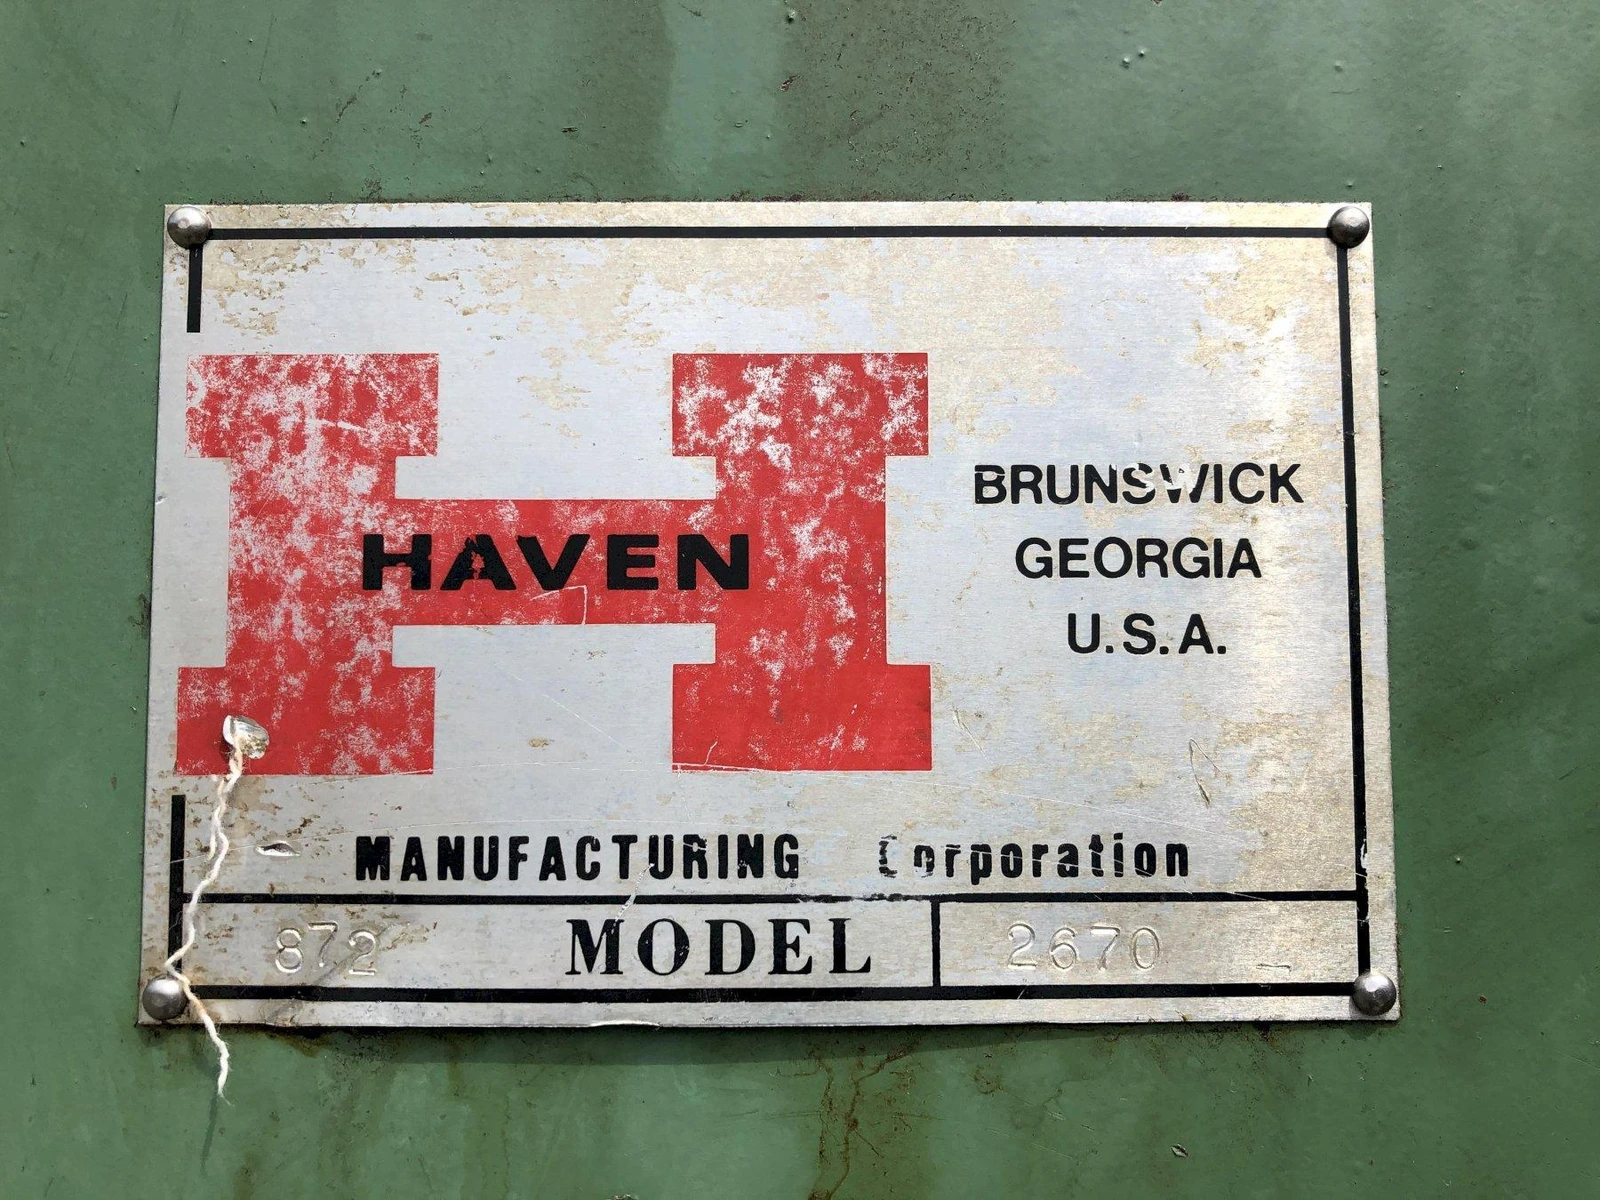 HAVEN
BRUNSWICK
GEORGIA
U.S.A.
MANUFACTURING Corporation
872 MODEL 2670